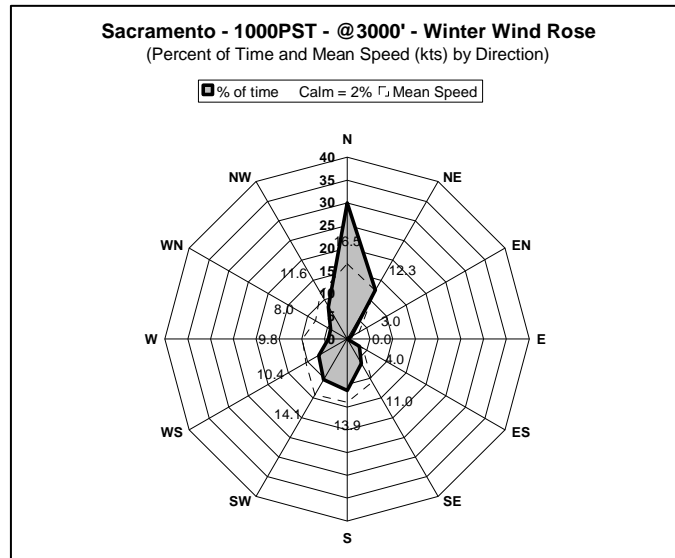 Sacramento - 1000PST - @3000' - Winter Wind Rose
(Percent of Time and Mean Speed (kts) by Direction)
% of time Calm = 2% Mean Speed
N
NE
EN
E
ES
SE
S
SW
WS
W
WN
NW
40
35
30
25
20
15
10
5
0
16.5
12.3
3.0
0.0
4.0
11.0
13.9
14.1
10.4
9.8
8.0
11.6